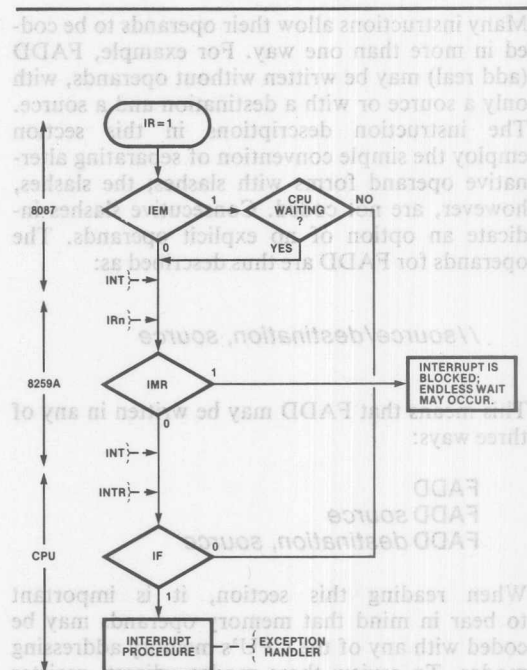 IR=1
8087
IEM
1
CPU
WAITING
?
NO
YES
0
INT
IRn
8259A
IMR
1
INTERRUPT IS
BLOCKED;
ENDLESS WAIT
MAY OCCUR.
0
INT
INTR
CPU
IF
0
1
INTERRUPT
PROCEDURE
EXCEPTION
HANDLER
Many instructions allow their operands to be cod-
ed in more than one way. For example, FADD
(add real) may be written without operands, with
only a source or with a destination and a source.
The instruction descriptions in this section
employ the simple convention of separating alter-
native operand forms with slashes; the slashes,
however, are not coded. Consecutive slashes in-
dicate an option of no explicit operands. The
operands for FADD are thus described as:
//source/destination, source
This means that FADD may be written in any of
three ways:
FADD
FADD source
FADD destination, source
When reading this section, it is important
to bear in mind that memory operands may be
coded with any of the CPU's memory addressing